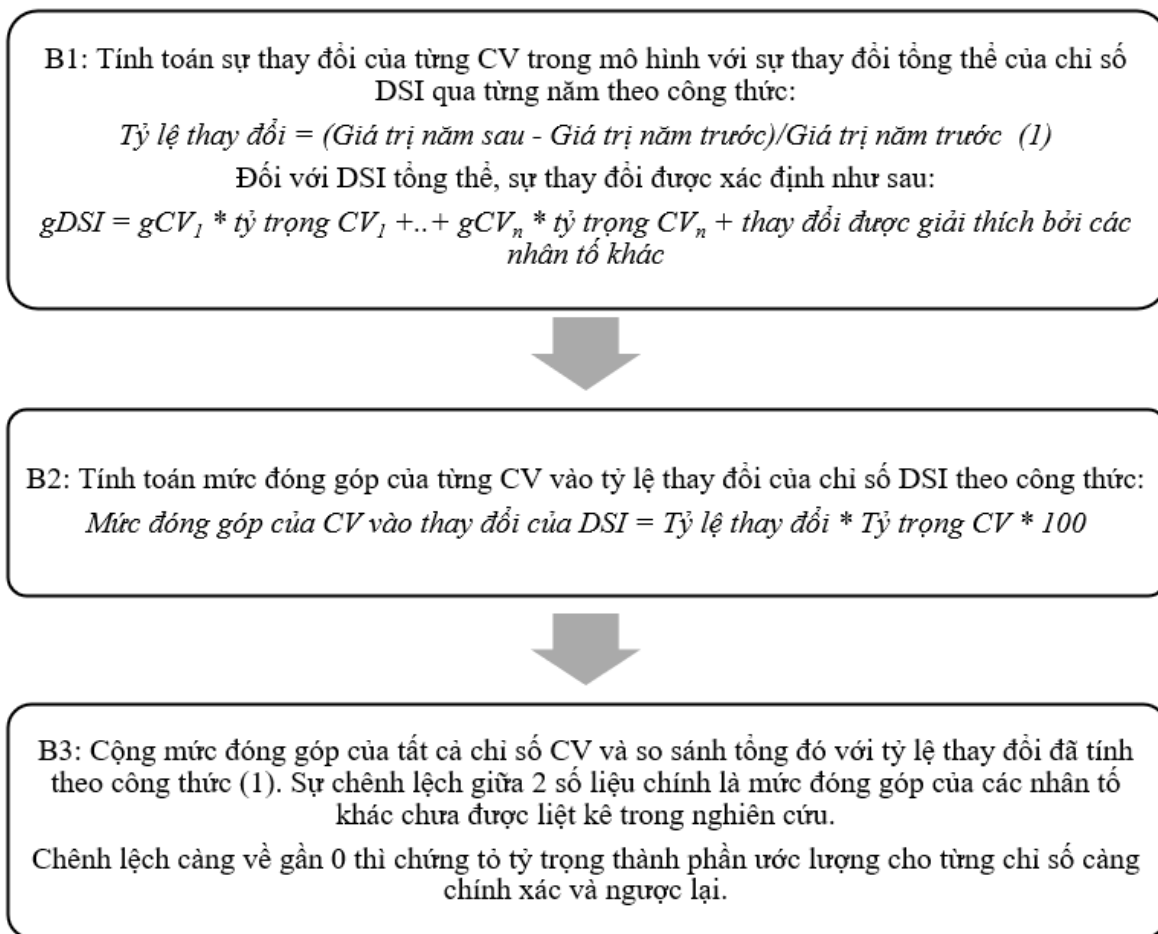 B1: Tính toán sự thay đổi của từng CV trong mô hình với sự thay đổi tổng thể của chỉ số
DSI qua từng năm theo công thức:
Tỷ lệ thay đổi = (Giá trị năm sau - Giá trị năm trước)/Giá trị năm trước (1)
Đối với DSI tổng thể, sự thay đổi được xác định như sau:
gDSI = gCV₁ * tỷ trọng CV₁ +..+ gCVₙ * tỷ trọng CVₙ + thay đổi được giải thích bởi các
nhân tố khác
B2: Tính toán mức đóng góp của từng CV vào tỷ lệ thay đổi của chỉ số DSI theo công thức:
Mức đóng góp của CV vào thay đổi của DSI = Tỷ lệ thay đổi * Tỷ trọng CV * 100
B3: Cộng mức đóng góp của tất cả chỉ số CV và so sánh tổng đó với tỷ lệ thay đổi đã tính
theo công thức (1). Sự chênh lệch giữa 2 số liệu chính là mức đóng góp của các nhân tố
khác chưa được liệt kê trong nghiên cứu.
Chênh lệch càng về gần 0 thì chứng tỏ tỷ trọng thành phần ước lượng cho từng chỉ số càng
chính xác và ngược lại.